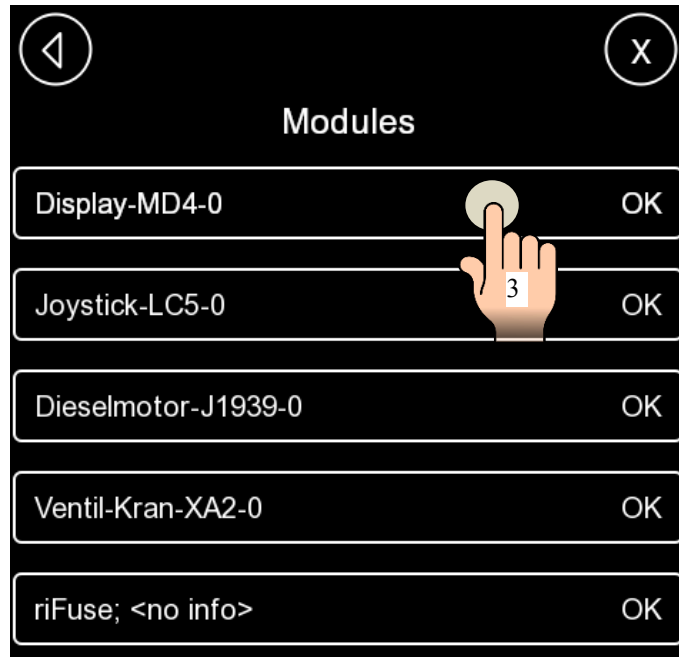 X
Modules
Display-MD4-0 OK
3
Joystick-LC5-0 OK
Dieselmotor-J1939-0 OK
Ventil-Kran-XA2-0 OK
riFuse; <no info> OK